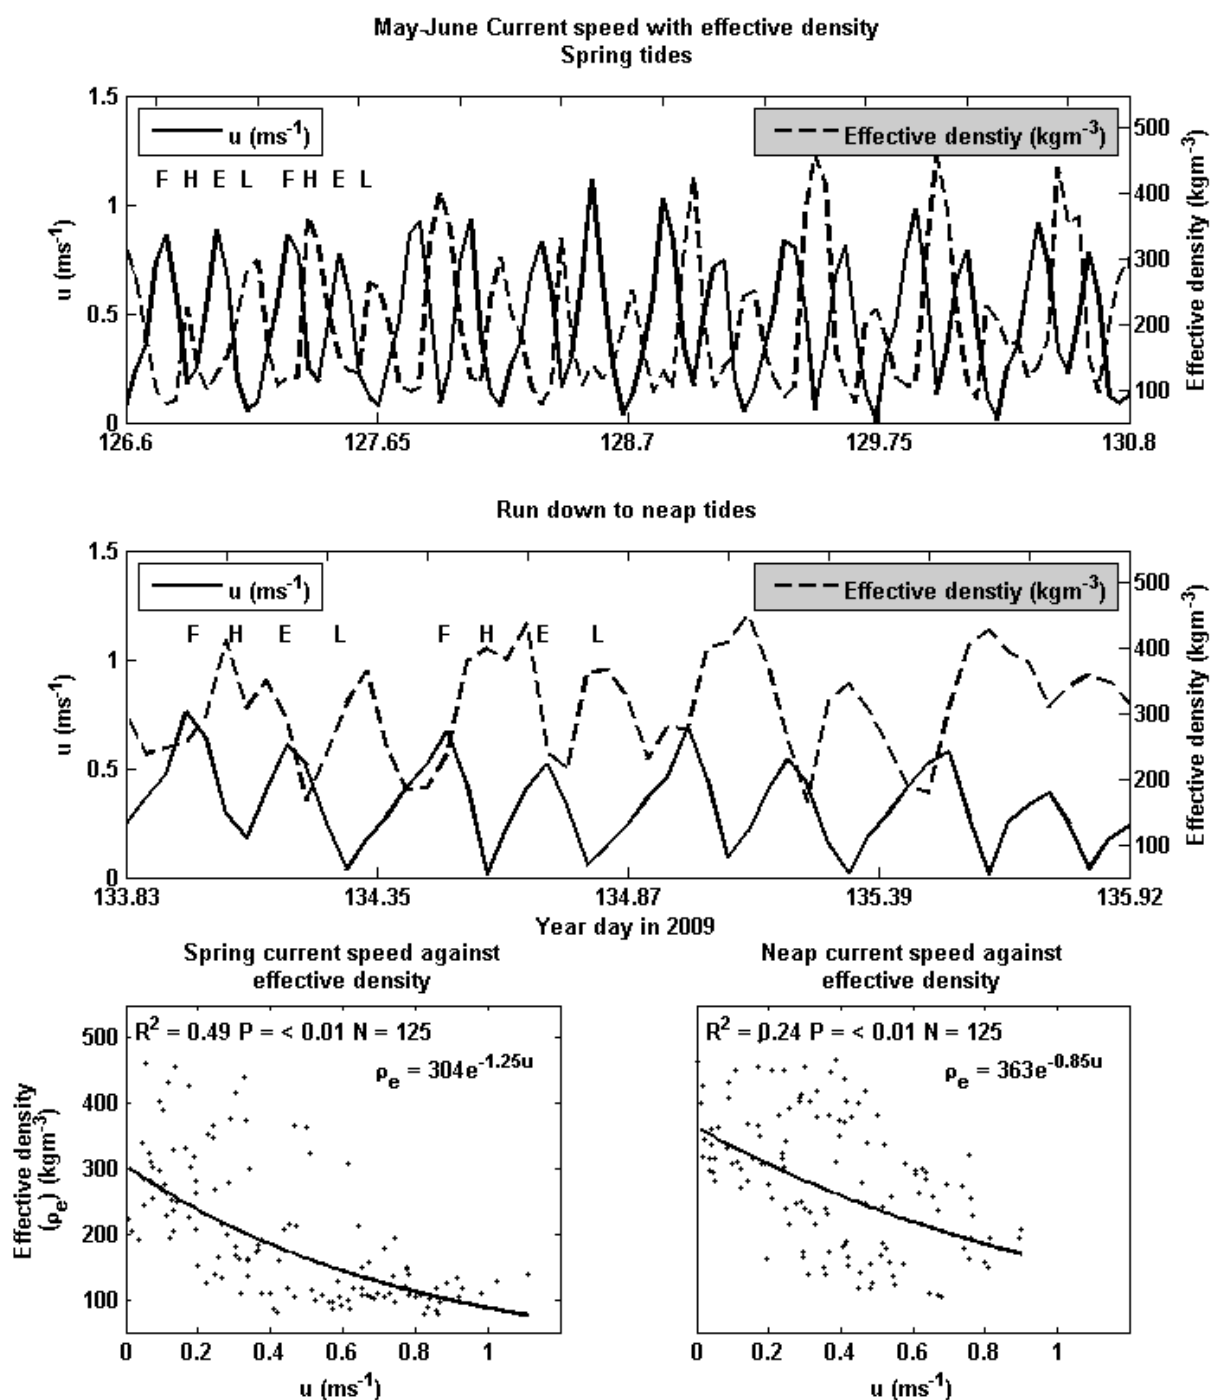 May-June Current speed with effective density
Spring tides
1.5
1
0.5
0
u (ms⁻¹)
u (ms⁻¹)
Effective denstiy (kgm⁻³)
F H E L F H E L
500
400
300
200
100
Effective density (kgm⁻³)
126.6 127.65 128.7 129.75 130.8
Run down to neap tides
1.5
1
0.5
0
u (ms⁻¹)
u (ms⁻¹)
Effective denstiy (kgm⁻³)
F H E L F H E L
500
400
300
200
100
Effective density (kgm⁻³)
133.83 134.35 134.87 135.39 135.92
Year day in 2009
Spring current speed against
effective density
R² = 0.49 P = < 0.01 N = 125
ρₑ = 304e⁻¹·²⁵ᵘ
500
400
300
200
100
Effective density
(ρₑ) (kgm⁻³)
0 0.2 0.4 0.6 0.8 1
u (ms⁻¹)
Neap current speed against
effective density
R² = 0.24 P = < 0.01 N = 125
ρₑ = 363e⁻⁰·⁸⁵ᵘ
0 0.2 0.4 0.6 0.8 1
u (ms⁻¹)